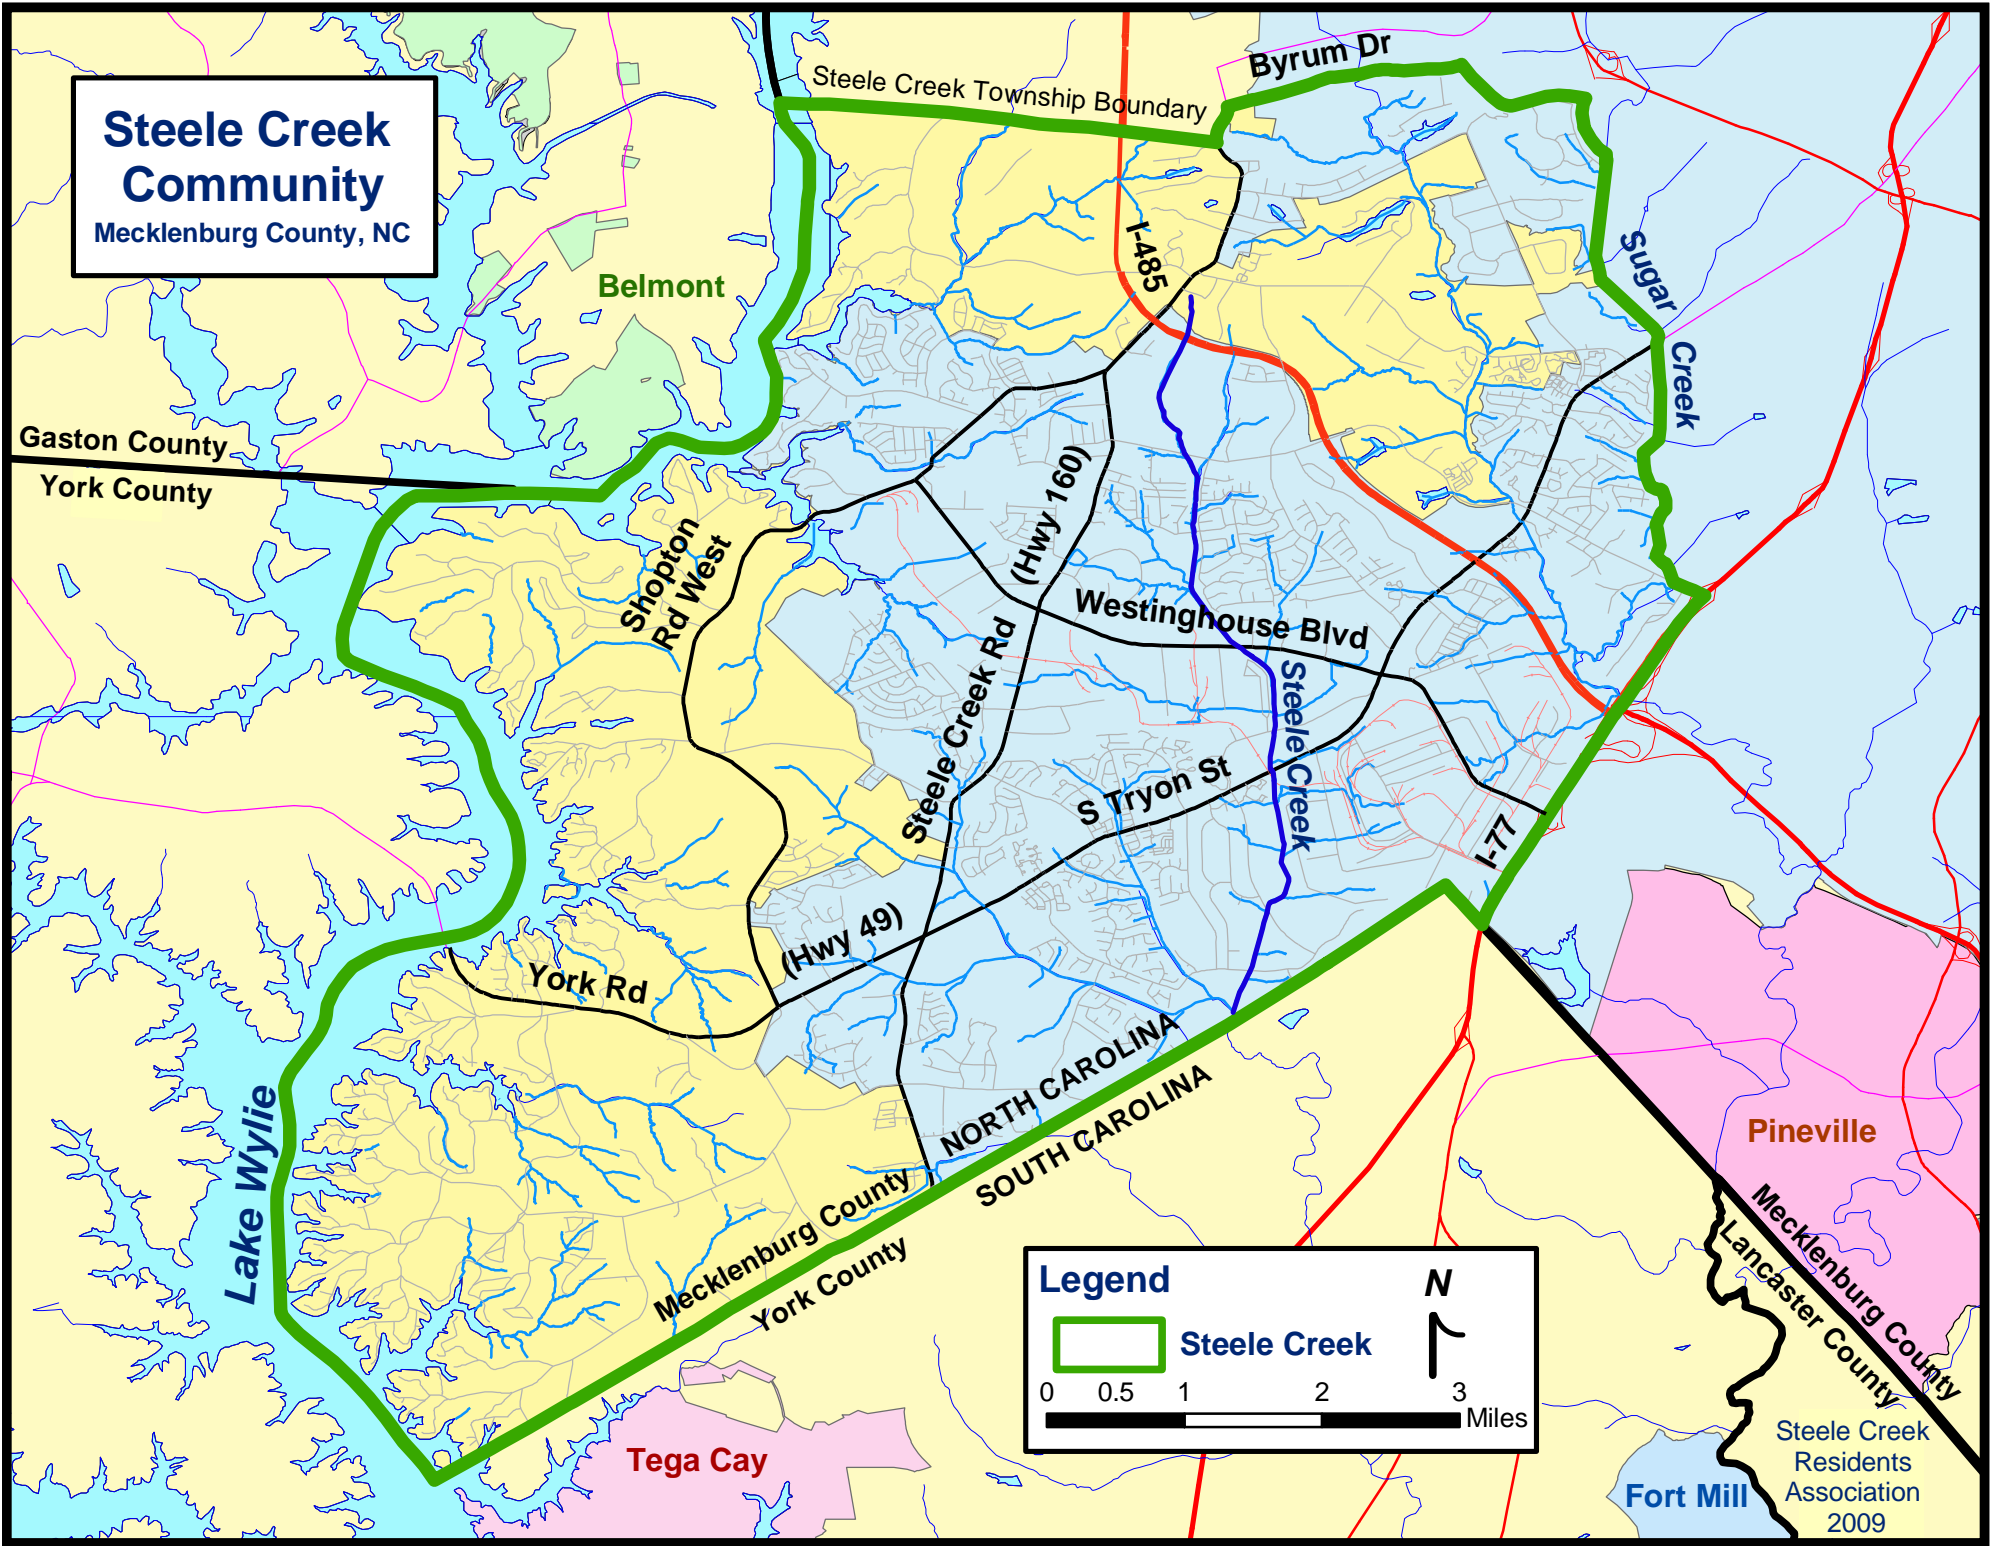 Steele Creek
Community
Mecklenburg County, NC
Steele Creek Township Boundary
Byrum Dr
Sugar
Creek
I-485
Belmont
Gaston County
York County
(Hwy 160)
Shopton
Rd West
Westinghouse Blvd
Steele Creek Rd
Steele Creek
S Tryon St
I-77
(Hwy 49)
York Rd
Lake Wylie
NORTH CAROLINA
SOUTH CAROLINA
Mecklenburg County
York County
Pineville
Mecklenburg County
Lancaster County
Tega Cay
Fort Mill
Legend
N
Steele Creek
0 0.5 1 2 3
Miles
Steele Creek
Residents
Association
2009